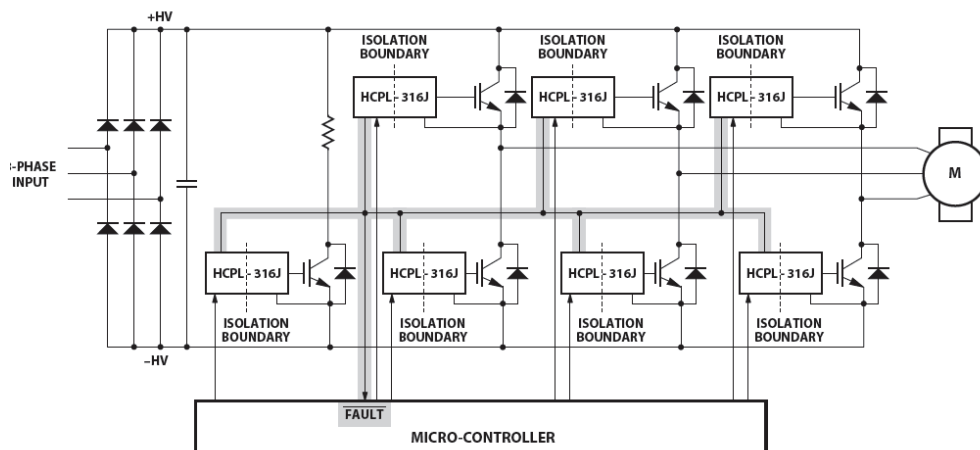 +HV
ISOLATION
BOUNDARY
ISOLATION
BOUNDARY
ISOLATION
BOUNDARY
HCPL - 316J
HCPL - 316J
HCPL - 316J
-PHASE
INPUT
M
HCPL - 316J
HCPL - 316J
HCPL - 316J
HCPL - 316J
ISOLATION
BOUNDARY
ISOLATION
BOUNDARY
ISOLATION
BOUNDARY
ISOLATION
BOUNDARY
–HV
FAULT
MICRO-CONTROLLER